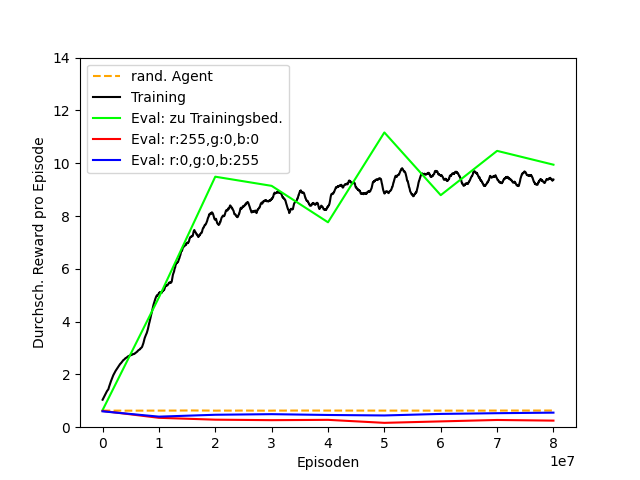 14
12
10
8
6
4
2
0
Durchsch. Reward pro Episode
rand. Agent
Training
Eval: zu Trainingsbed.
Eval: r:255,g:0,b:0
Eval: r:0,g:0,b:255
0 1 2 3 4 5 6 7 8
Episoden
1e7